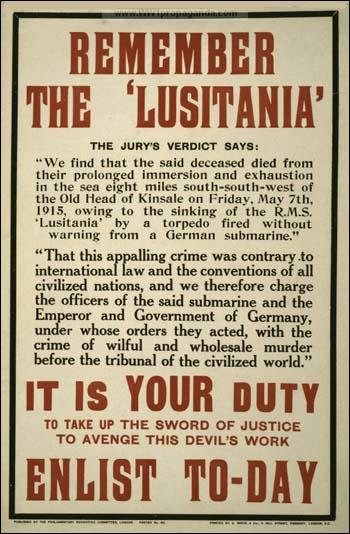 www.WW1propaganda.com
REMEMBER
THE 'LUSITANIA'
THE JURY'S VERDICT SAYS:
"We find that the said deceased died from
their prolonged immersion and exhaustion
in the sea eight miles south-south-west of
the Old Head of Kinsale on Friday, May 7th,
1915, owing to the sinking of the R.M.S.
'Lusitania' by a torpedo fired without
warning from a German submarine."
"That this appalling crime was contrary to
international law and the conventions of all
civilized nations, and we therefore charge
the officers of the said submarine and the
Emperor and Government of Germany,
under whose orders they acted, with the
crime of wilful and wholesale murder
before the tribunal of the civilized world."
IT IS YOUR DUTY
TO TAKE UP THE SWORD OF JUSTICE
TO AVENGE THIS DEVIL'S WORK
ENLIST TO-DAY
PUBLISHED BY THE PARLIAMENTARY RECRUITING COMMITTEE, LONDON. POSTER NO.
PRINTED BY LONDON, E.C.